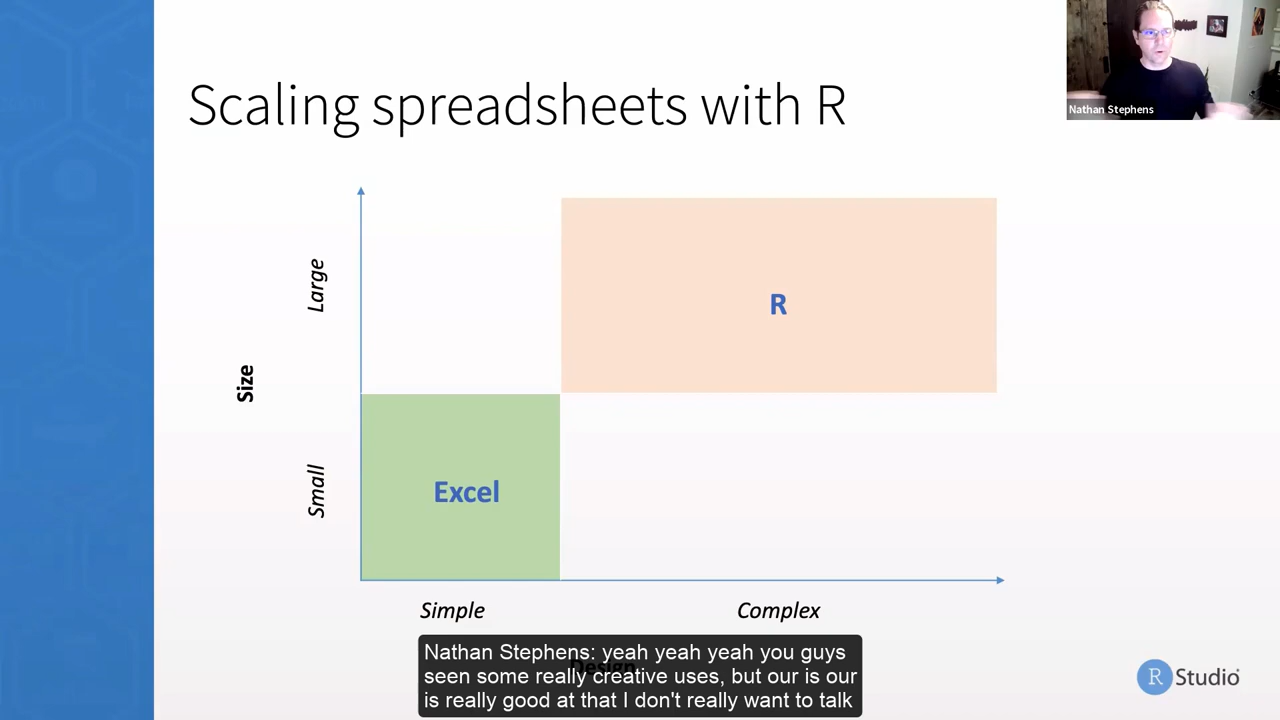 Scaling spreadsheets with R
Nathan Stephens
Large
R
Size
Small
Excel
Simple
Complex
Design
Nathan Stephens: yeah yeah yeah you guys
seen some really creative uses, but our is our
is really good at that I don't really want to talk
R Studio